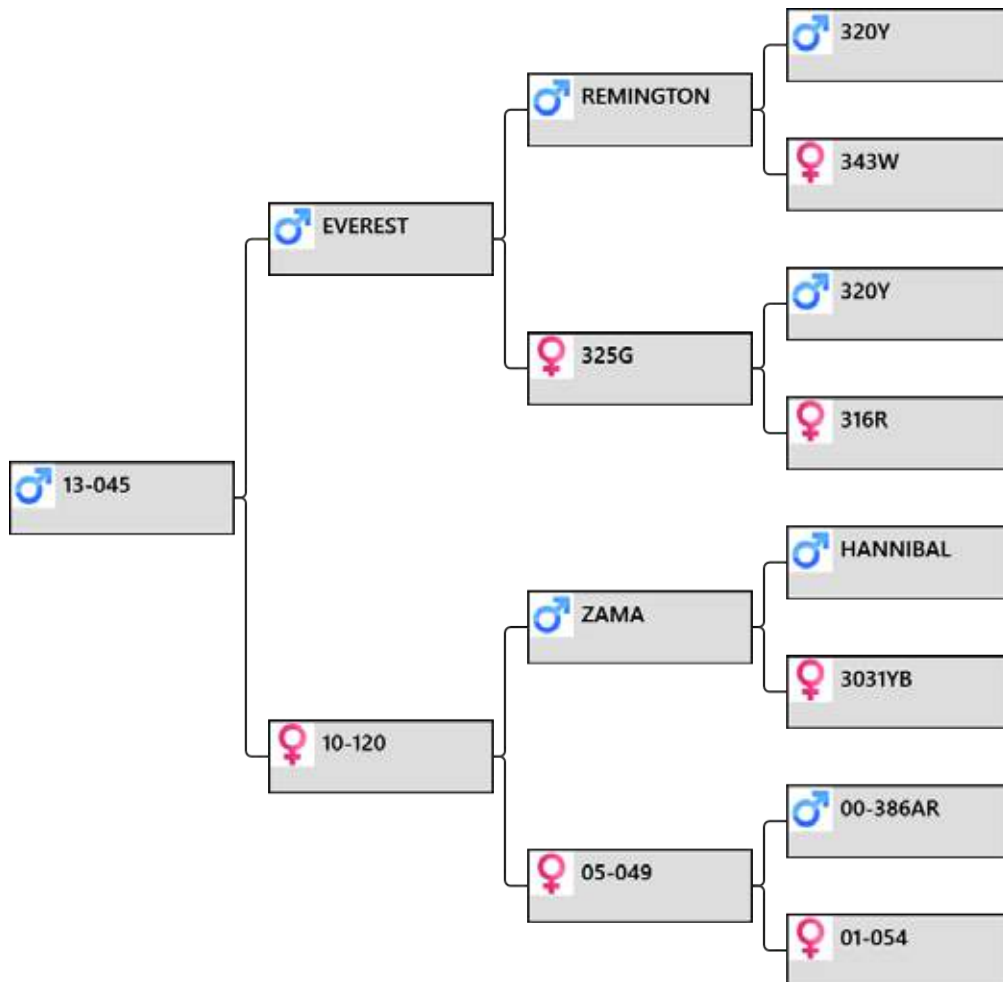 320Y
REMINGTON
343W
EVEREST
320Y
325G
316R
13-045
HANNIBAL
ZAMA
3031YB
10-120
00-386AR
05-049
01-054